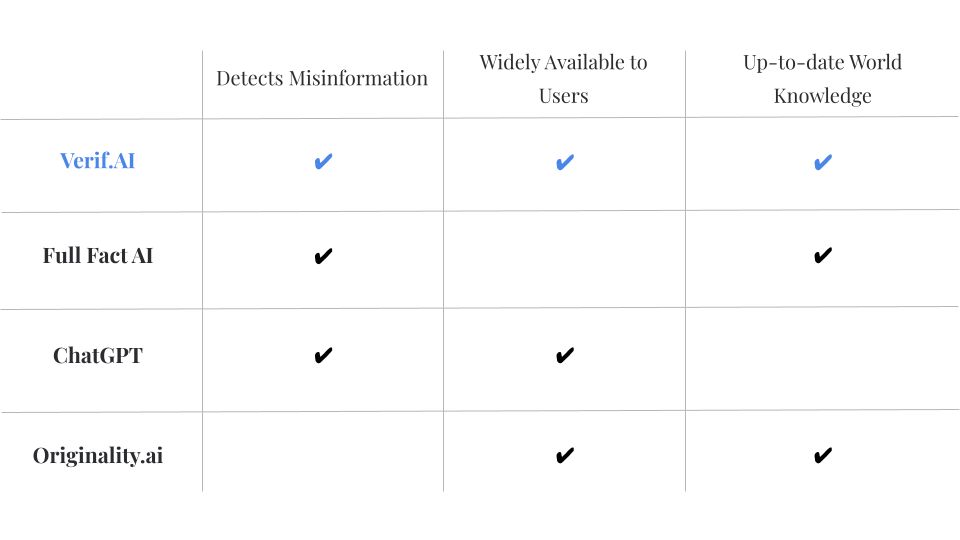 Detects Misinformation
Widely Available to
Users
Up-to-date World
Knowledge
Verif.AI ✔ ✔ ✔
Full Fact AI ✔ ✔
ChatGPT ✔ ✔
Originality.ai ✔ ✔